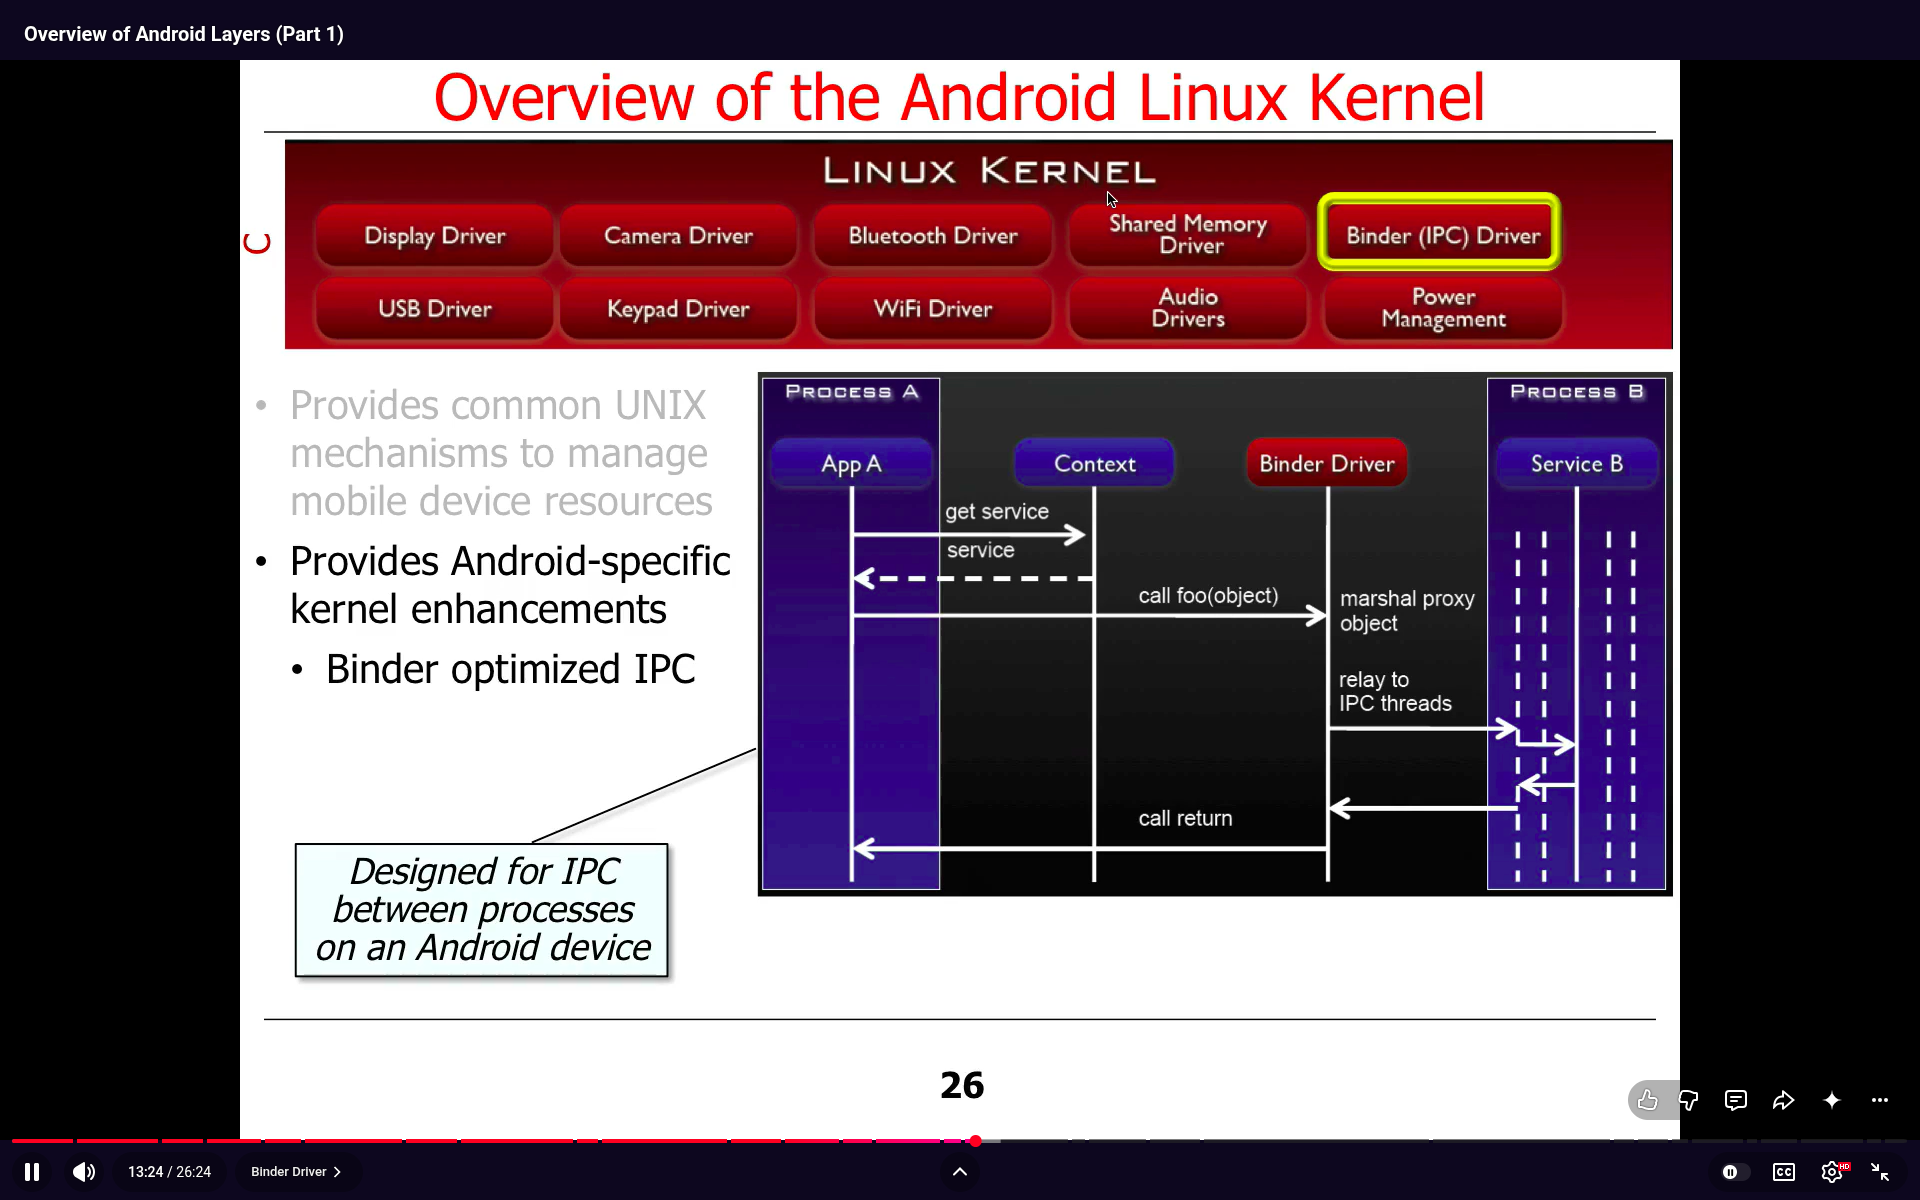 Overview of Android Layers (Part 1)
Overview of the Android Linux Kernel
LINUX KERNEL
Display Driver
Camera Driver
Bluetooth Driver
Shared Memory
Driver
Binder (IPC) Driver
C
USB Driver
Keypad Driver
WiFi Driver
Audio
Drivers
Power
Management
• Provides common UNIX
mechanisms to manage
mobile device resources
• Provides Android-specific
kernel enhancements
• Binder optimized IPC
Designed for IPC
between processes
on an Android device
PROCESS A
PROCESS B
App A
Context
Binder Driver
Service B
get service
service
call foo(object)
marshal proxy
object
relay to
IPC threads
call return
26
13:24 / 26:24
Binder Driver
CC
HD